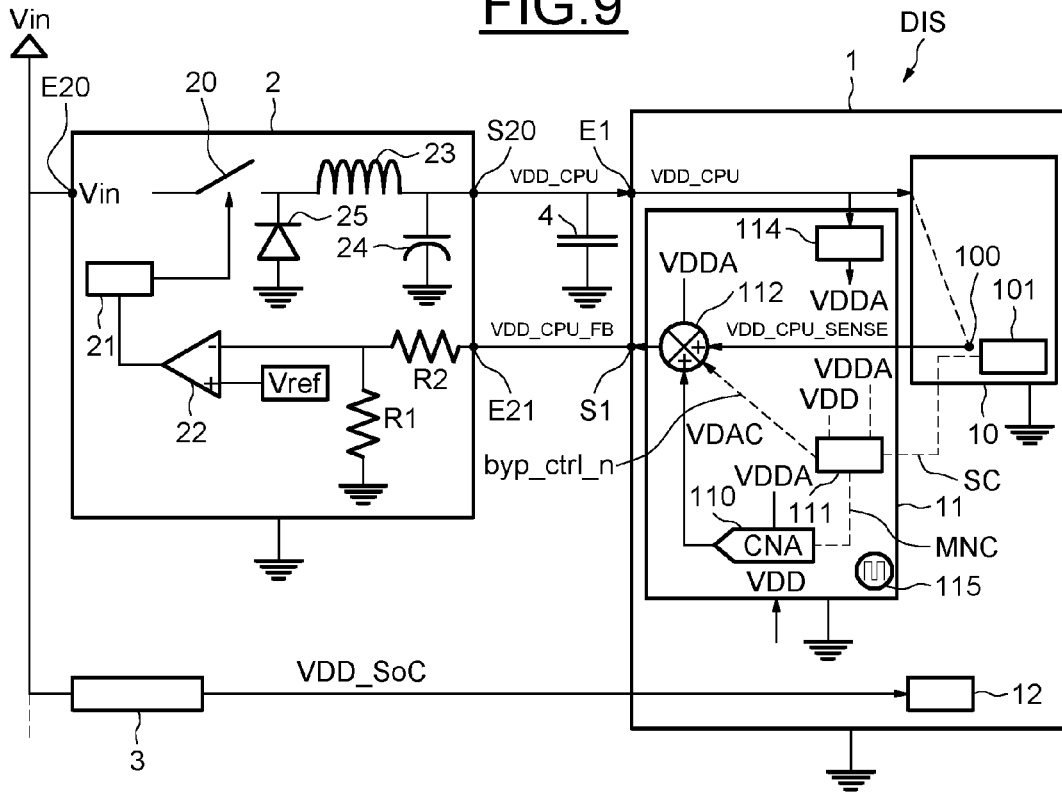 FIG.9
Vin
DIS
E20
20
2
23
S20
E1
1
Vin
VDD_CPU
VDD_CPU
25
24
4
114
100
VDDA
112
VDDA
101
21
VDD_CPU_FB
VDD_CPU_SENSE
VDDA
Vref
R2
22
E21
S1
VDD
10
R1
VDAC
byp_ctrl_n
SC
VDDA
110
111
11
CNA
MNC
VDD
115
VDD_SoC
12
3